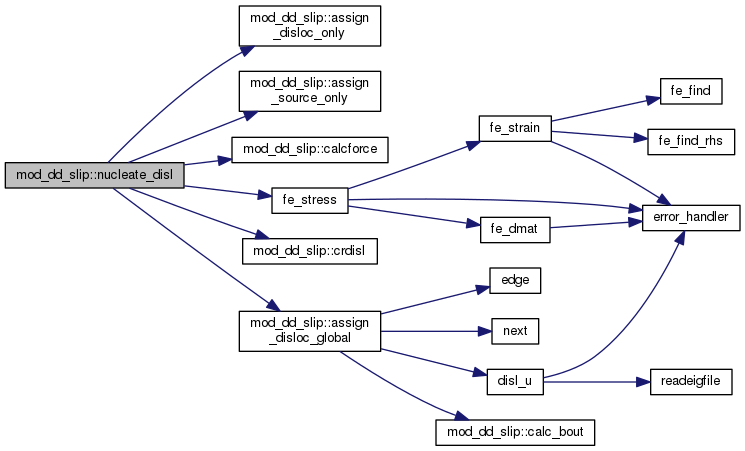 mod_dd_slip::assign
_disloc_only
mod_dd_slip::assign
_source_only
mod_dd_slip::calcforce
mod_dd_slip::nucleate_disl
fe_stress
mod_dd_slip::crdisl
mod_dd_slip::assign
_disloc_global
fe_strain
fe_dmat
edge
next
disl_u
mod_dd_slip::calc_bout
fe_find
fe_find_rhs
error_handler
readeigfile